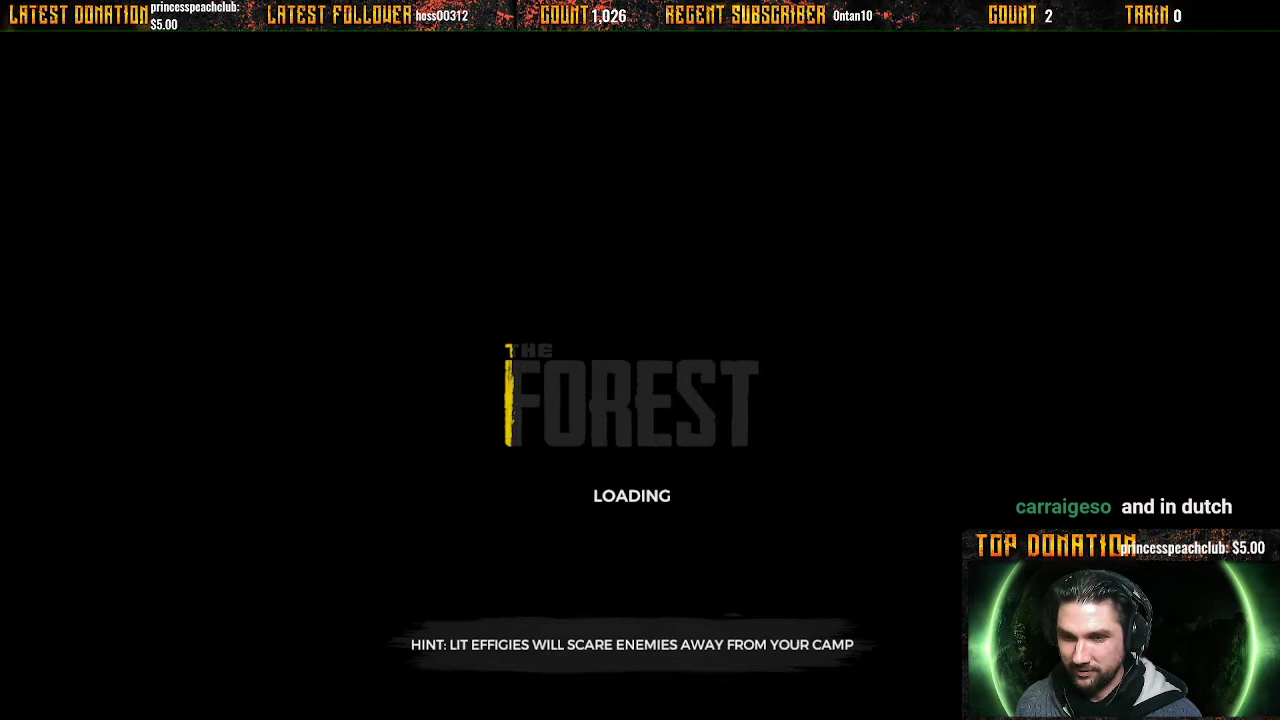 LATEST DONATION princesspeachclub: $5.00
LATEST FOLLOWER hoss00312
COUNT 1,026
RECENT SUBSCRIBER 0ntan10
COUNT 2
TRAIN 0
THE
FOREST
LOADING
carraigeso and in dutch
TOP DONATION princesspeachclub: $5.00
HINT: LIT EFFIGIES WILL SCARE ENEMIES AWAY FROM YOUR CAMP